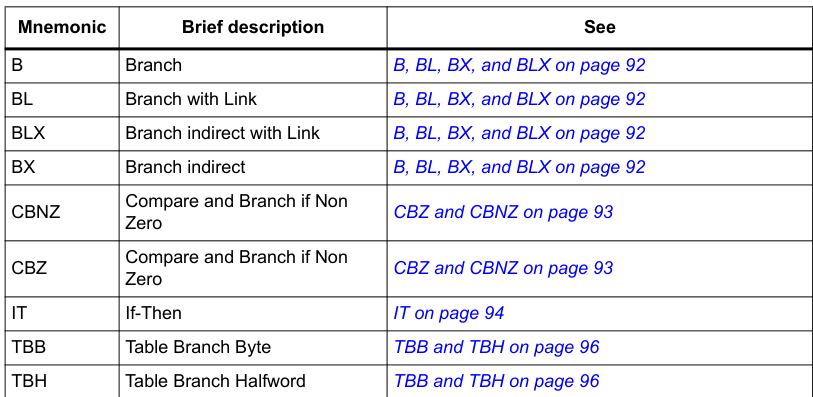 Mnemonic Brief description See
B Branch B, BL, BX, and BLX on page 92
BL Branch with Link B, BL, BX, and BLX on page 92
BLX Branch indirect with Link B, BL, BX, and BLX on page 92
BX Branch indirect B, BL, BX, and BLX on page 92
CBNZ Compare and Branch if Non
Zero CBZ and CBNZ on page 93
CBZ Compare and Branch if Non
Zero CBZ and CBNZ on page 93
IT If-Then IT on page 94
TBB Table Branch Byte TBB and TBH on page 96
TBH Table Branch Halfword TBB and TBH on page 96